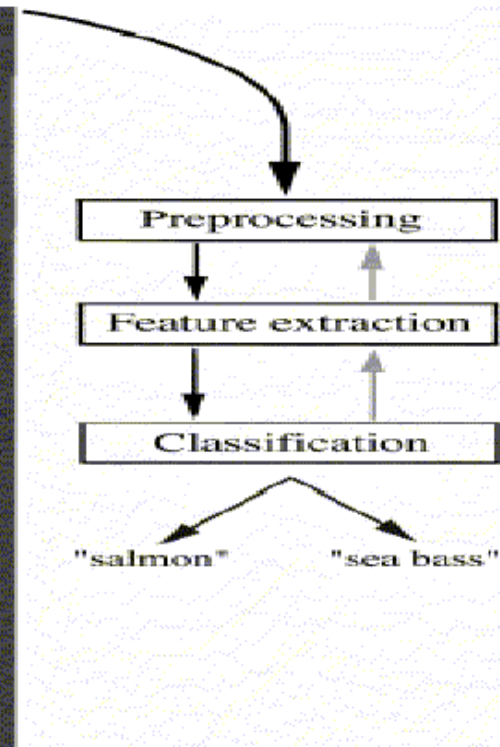 Preprocessing
Feature extraction
Classification
"salmon" "sea bass"